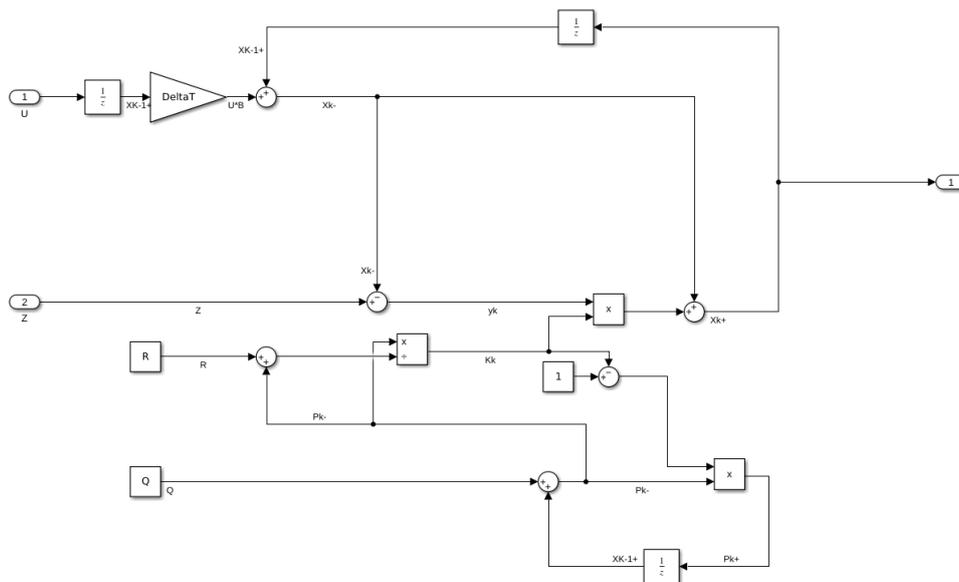 1
z
XK-1+
1
U
1
z
XK-1+
DeltaT
U*B
+
+
Xk-
1
Xk-
2
Z
Z
+
−
yk
x
+
+
Xk+
R
R
+
+
x
÷
Kk
1
+
−
Pk-
Q
Q
+
+
Pk-
x
XK-1+
1
z
Pk+